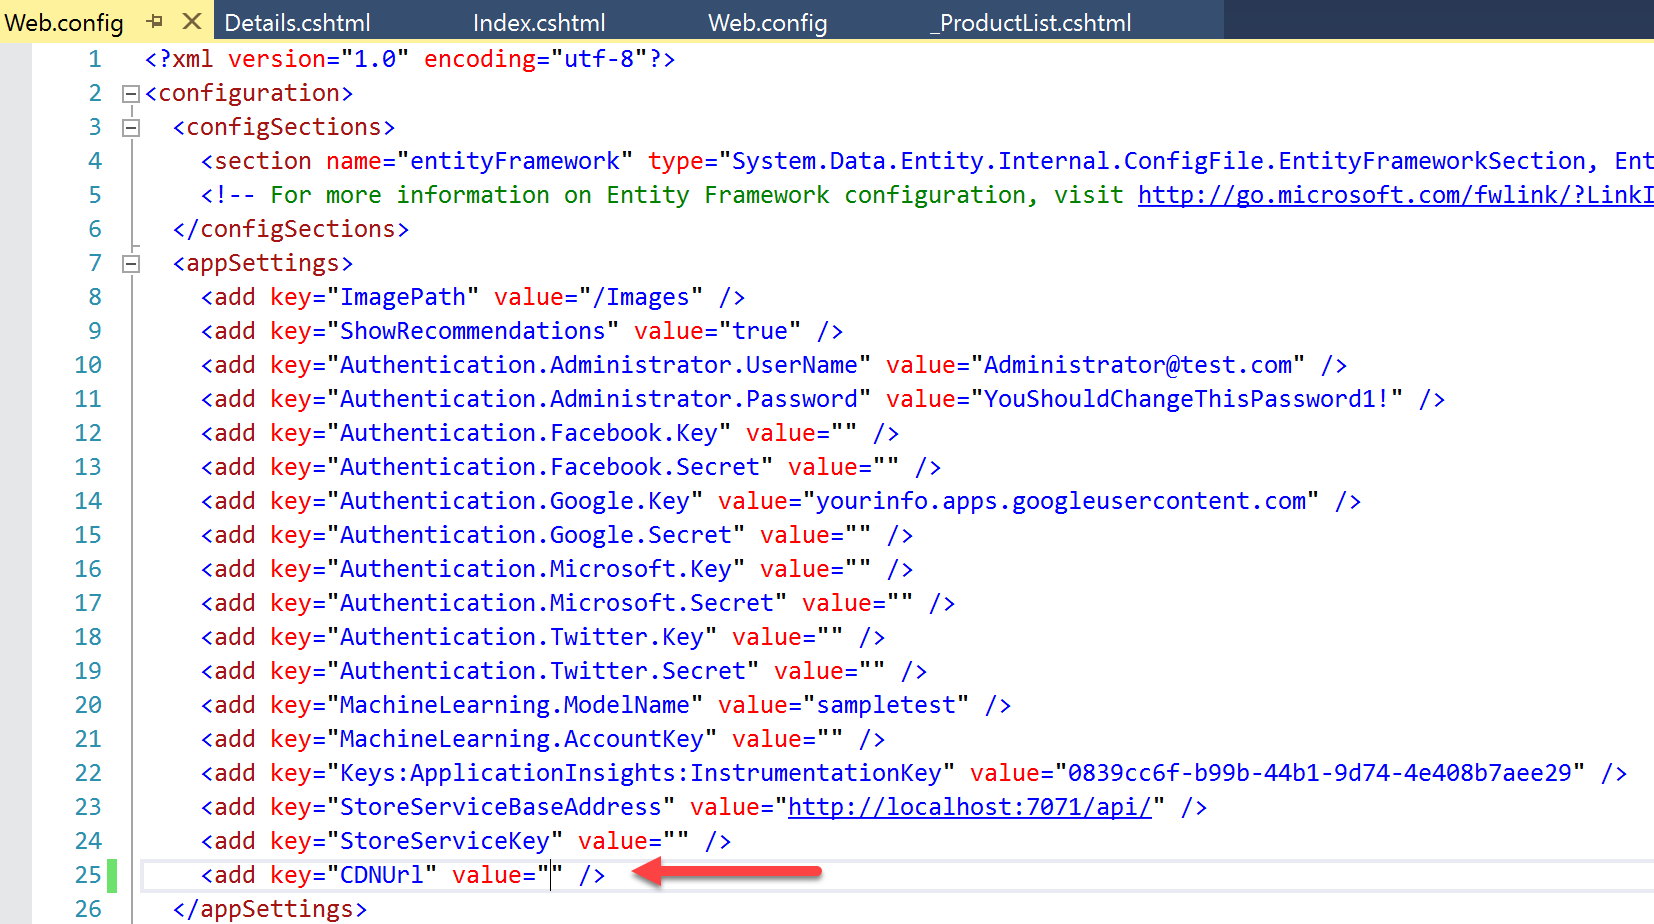 Web.config Details.cshtml Index.cshtml Web.config _ProductList.cshtml
1 <?xml version="1.0" encoding="utf-8"?>
2 <configuration>
3 <configSections>
4 <section name="entityFramework" type="System.Data.Entity.Internal.ConfigFile.EntityFrameworkSection, Ent
5 <!-- For more information on Entity Framework configuration, visit http://go.microsoft.com/fwlink/?LinkI
6 </configSections>
7 <appSettings>
8 <add key="ImagePath" value="/Images" />
9 <add key="ShowRecommendations" value="true" />
10 <add key="Authentication.Administrator.UserName" value="Administrator@test.com" />
11 <add key="Authentication.Administrator.Password" value="YouShouldChangeThisPassword1!" />
12 <add key="Authentication.Facebook.Key" value="" />
13 <add key="Authentication.Facebook.Secret" value="" />
14 <add key="Authentication.Google.Key" value="yourinfo.apps.googleusercontent.com" />
15 <add key="Authentication.Google.Secret" value="" />
16 <add key="Authentication.Microsoft.Key" value="" />
17 <add key="Authentication.Microsoft.Secret" value="" />
18 <add key="Authentication.Twitter.Key" value="" />
19 <add key="Authentication.Twitter.Secret" value="" />
20 <add key="MachineLearning.ModelName" value="sampletest" />
21 <add key="MachineLearning.AccountKey" value="" />
22 <add key="Keys:ApplicationInsights:InstrumentationKey" value="0839cc6f-b99b-44b1-9d74-4e408b7aee29" />
23 <add key="StoreServiceBaseAddress" value="http://localhost:7071/api/" />
24 <add key="StoreServiceKey" value="" />
25 <add key="CDNUrl" value="" />
26 </appSettings>